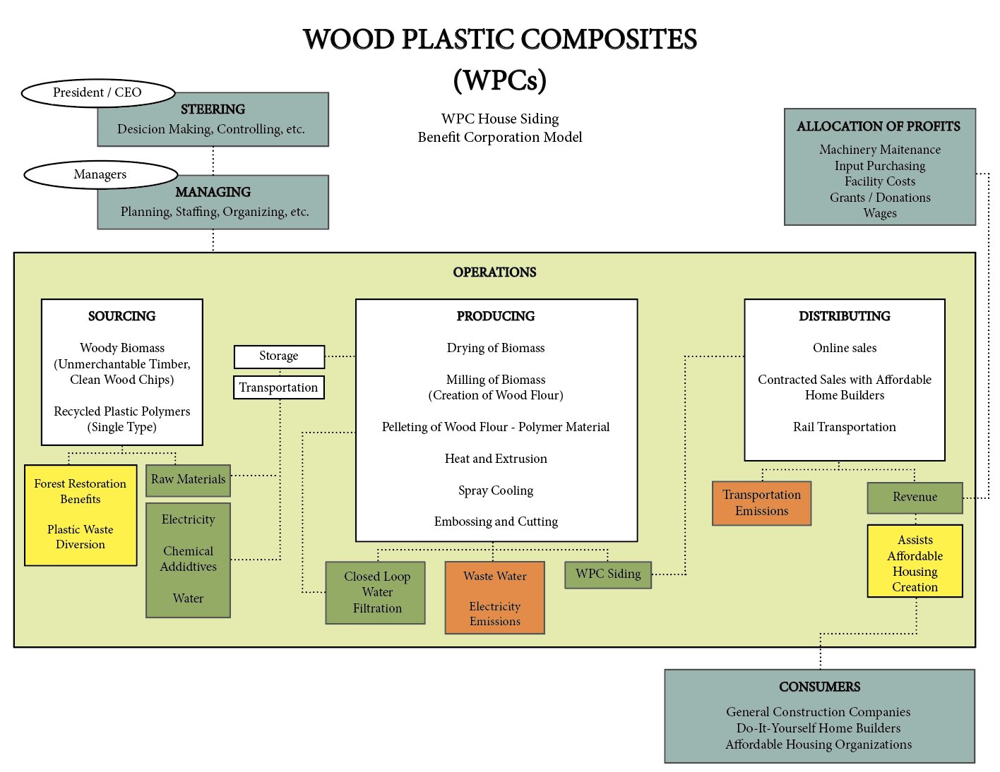 WOOD PLASTIC COMPOSITES
(WPCs)
WPC House Siding
Benefit Corporation Model
President / CEO
STEERING
Desicion Making, Controlling, etc.
Managers
MANAGING
Planning, Staffing, Organizing, etc.
ALLOCATION OF PROFITS
Machinery Maitenance
Input Purchasing
Facility Costs
Grants / Donations
Wages
OPERATIONS
SOURCING
Woody Biomass
(Unmerchantable Timber,
Clean Wood Chips)
Recycled Plastic Polymers
(Single Type)
Forest Restoration
Benefits
Plastic Waste
Diversion
Raw Materials
Electricity
Chemical
Addidtives
Water
Storage
Transportation
PRODUCING
Drying of Biomass
Milling of Biomass
(Creation of Wood Flour)
Pelleting of Wood Flour - Polymer Material
Heat and Extrusion
Spray Cooling
Embossing and Cutting
Closed Loop
Water
Filtration
Waste Water
Electricity
Emissions
WPC Siding
DISTRIBUTING
Online sales
Contracted Sales with Affordable
Home Builders
Rail Transportation
Transportation
Emissions
Revenue
Assists
Affordable
Housing
Creation
CONSUMERS
General Construction Companies
Do-It-Yourself Home Builders
Affordable Housing Organizations